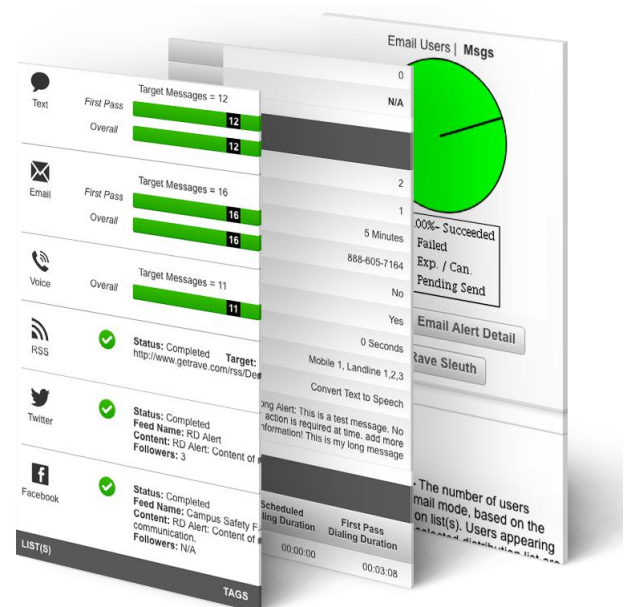 Text
First Pass
Target Messages = 12
12
Overall
12
Email
First Pass
Target Messages = 16
16
Overall
16
Voice
Target Messages = 11
Overall
11
RSS
Status: Completed Target:
http://www.getrave.com/rss/De
Twitter
Status: Completed
Feed Name: RD Alert
Content: RD Alert: Content of
Followers: 3
Facebook
Status: Completed
Feed Name: Campus Safety
Content: RD Alert: Content of
communication.
Followers: N/A
LIST(S)
TAGS
0
N/A
2
1
5 Minutes
888-605-7164
No
Yes
0 Seconds
Mobile 1, Landline 1,2,3
Convert Text to Speech
Alert: This is a test message. No
action is required at time. add more
information! This is my long message
Scheduled
Duration
First Pass
Dialing Duration
00:00:00
00:03:08
Email Users | Msgs
00%- Succeeded
Failed
Exp. / Can.
Pending Send
Email Alert Detail
Rave Sleuth
- The number of users
mail mode, based on the
on list(s). Users appearing
selected distribution list are